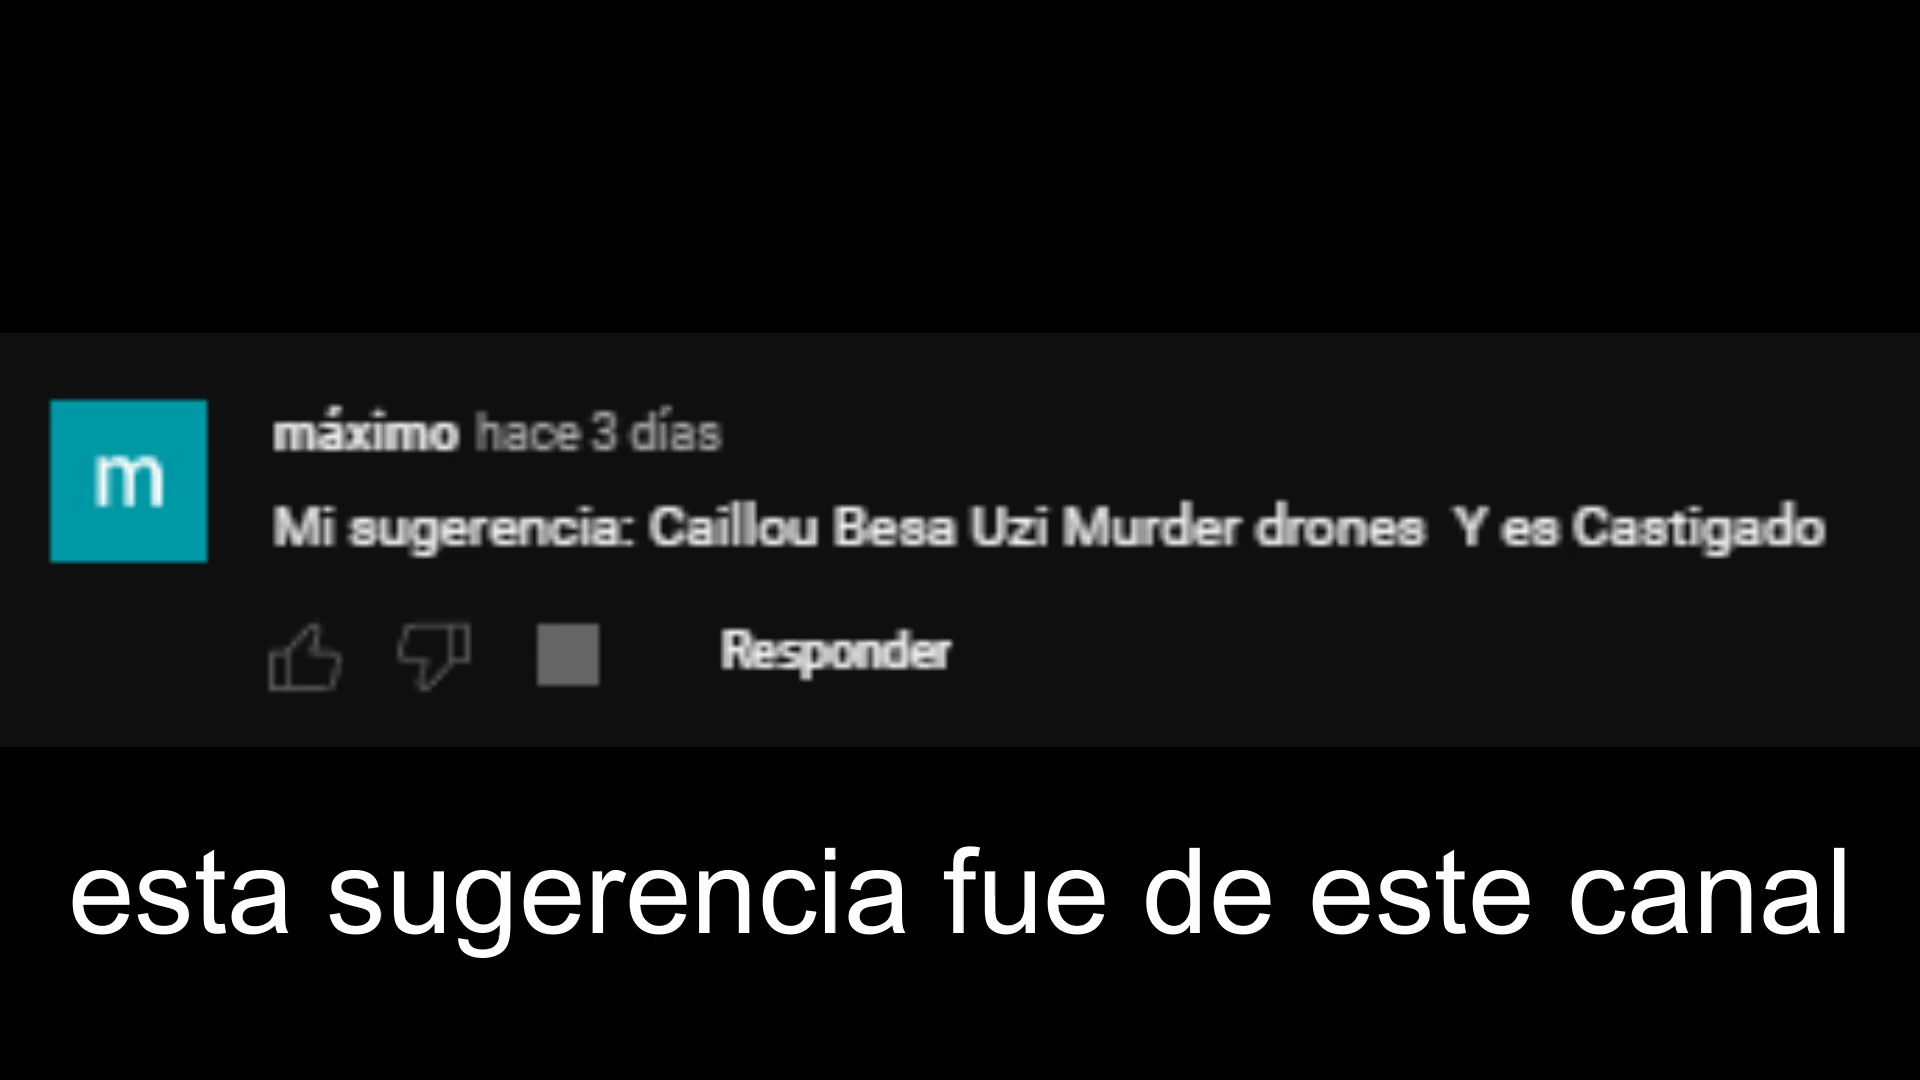 m
máximo hace 3 días
Mi sugerencia: Caillou Besa Uzi Murder drones Y es Castigado
Responder
esta sugerencia fue de este canal